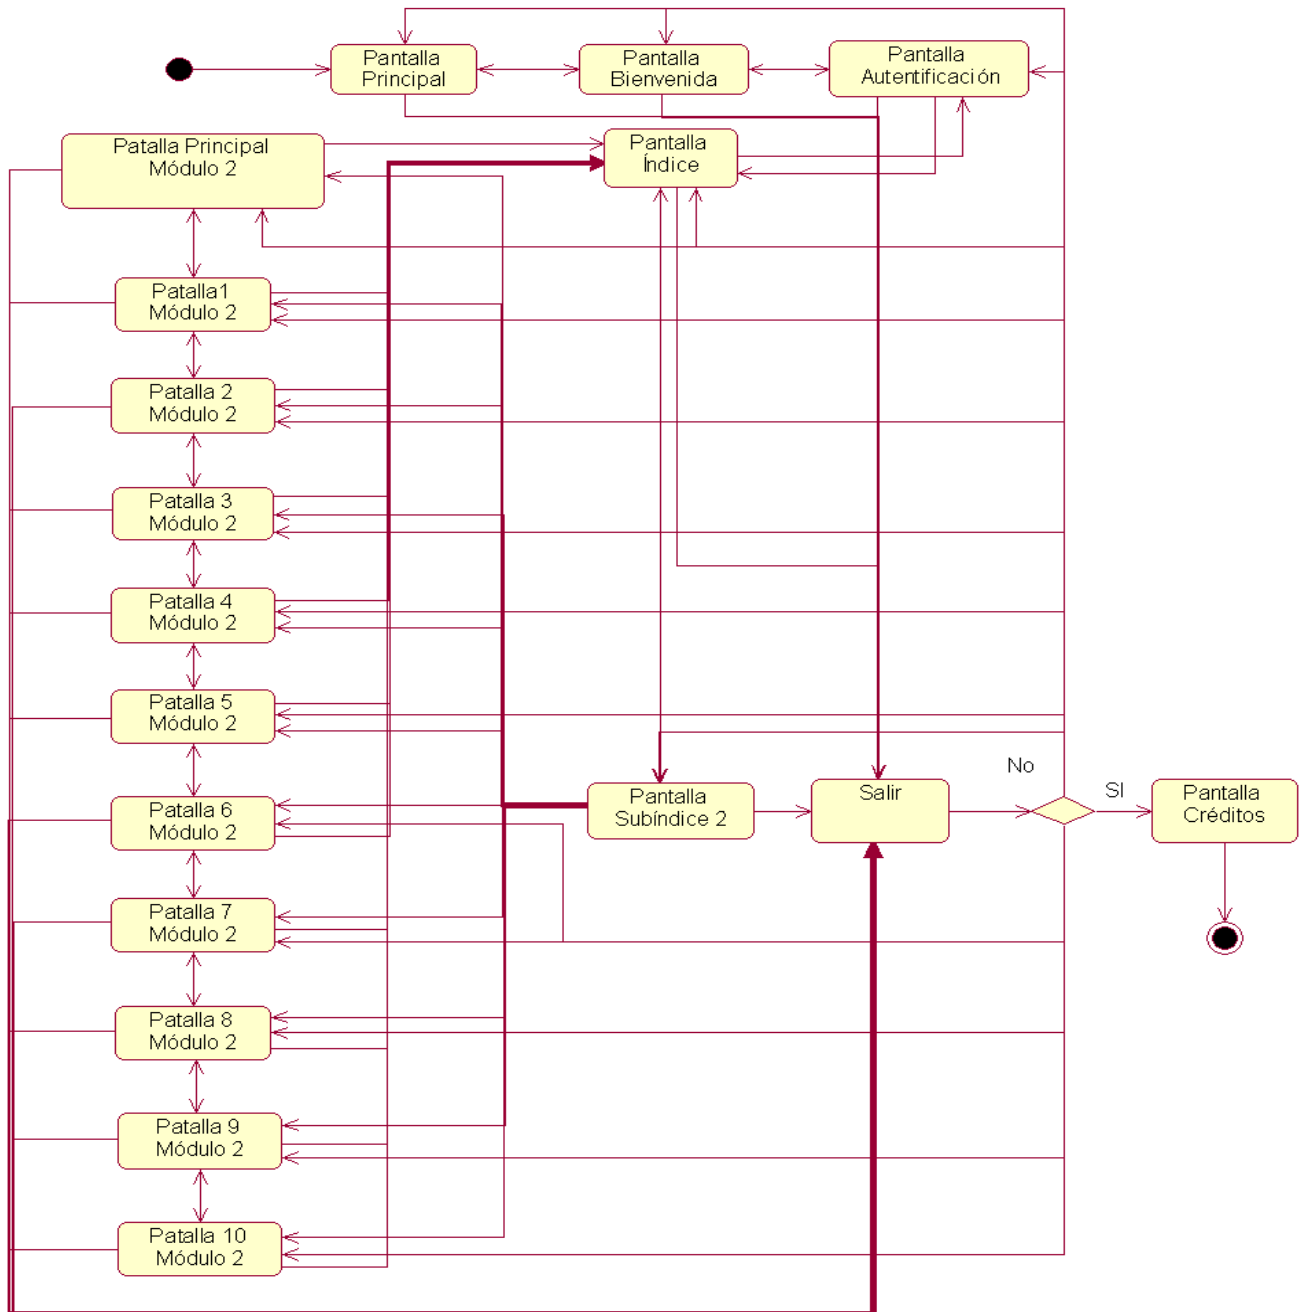 Pantalla
Principal
Pantalla
Bienvenida
Pantalla
Autentificación
Patalla Principal
Módulo 2
Pantalla
Índice
Patalla1
Módulo 2
Patalla 2
Módulo 2
Patalla 3
Módulo 2
Patalla 4
Módulo 2
Patalla 5
Módulo 2
Patalla 6
Módulo 2
Pantalla
Subíndice 2
Salir
No
SI
Pantalla
Créditos
Patalla 7
Módulo 2
Patalla 8
Módulo 2
Patalla 9
Módulo 2
Patalla 10
Módulo 2